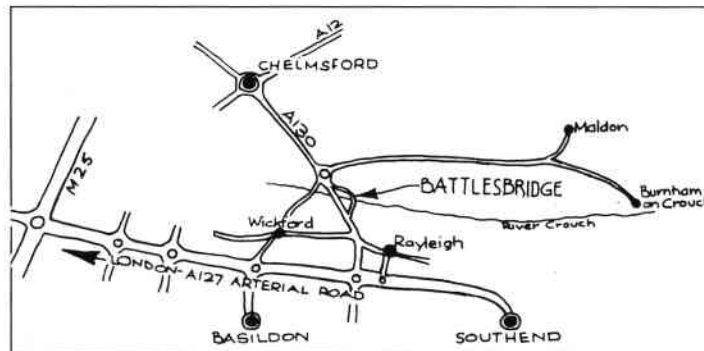 A12
CHELMSFORD
A130
Maldon
M25
BATTLESBRIDGE
Burnham
on Crouch
Wickford
River Crouch
Rayleigh
LONDON-A127 ARTERIAL ROAD
BASILDON
SOUTHEND